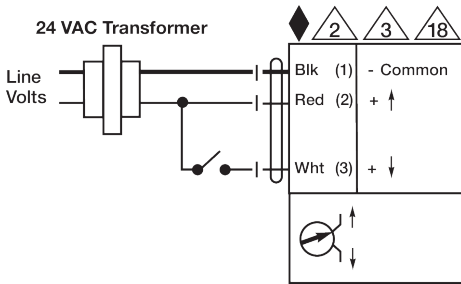 2 3 18
24 VAC Transformer
Line
Volts
Blk (1) - Common
Red (2) + ↑
Wht (3) + ↓